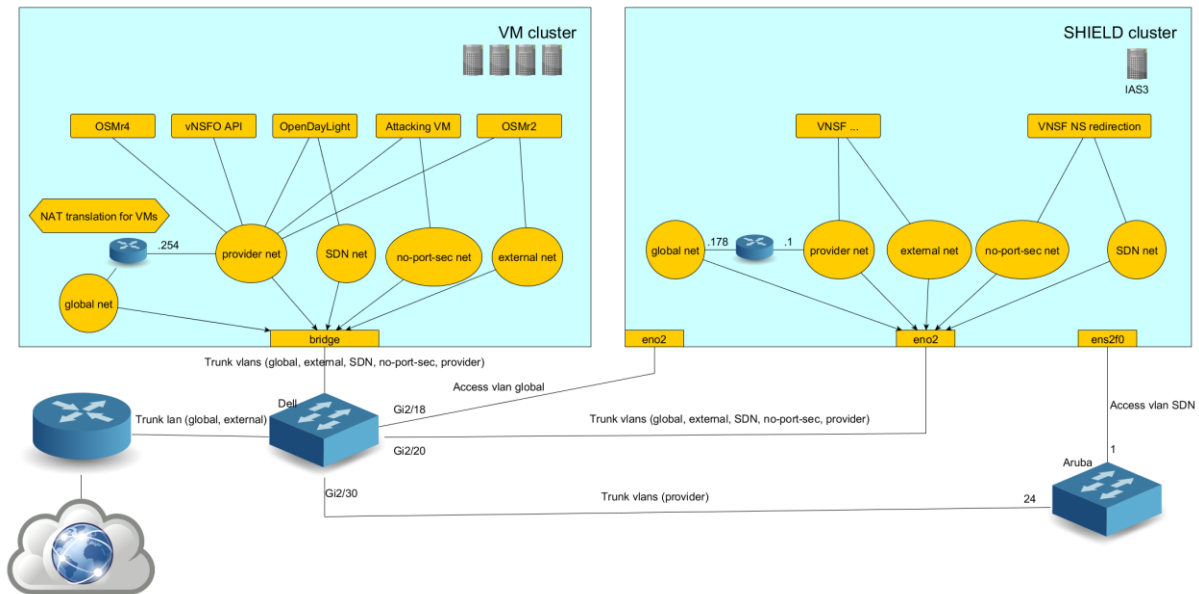 VM cluster
OSMr4
vNSFO API
OpenDayLight
Attacking VM
OSMr2
NAT translation for VMs
.254
provider net
SDN net
no-port-sec net
external net
global net
bridge
SHIELD cluster
IAS3
VNSF ...
VNSF NS redirection
global net
.178
.1
provider net
external net
no-port-sec net
SDN net
eno2
eno2
ens2f0
Trunk vlans (global, external, SDN, no-port-sec, provider)
Access vlan global
Dell
Gi2/18
Trunk lan (global, external)
Trunk vlans (global, external, SDN, no-port-sec, provider)
Access vlan SDN
Gi2/20
1
Aruba
Gi2/30
Trunk vlans (provider)
24